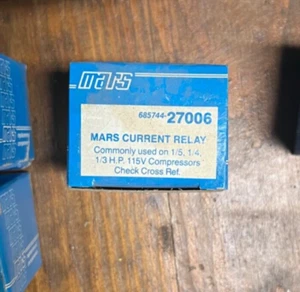 mars
685744-27006
MARS CURRENT RELAY
Commonly used on 1/5, 1/4,
1/3 H.P. 115V Compressors
Check Cross Ref.